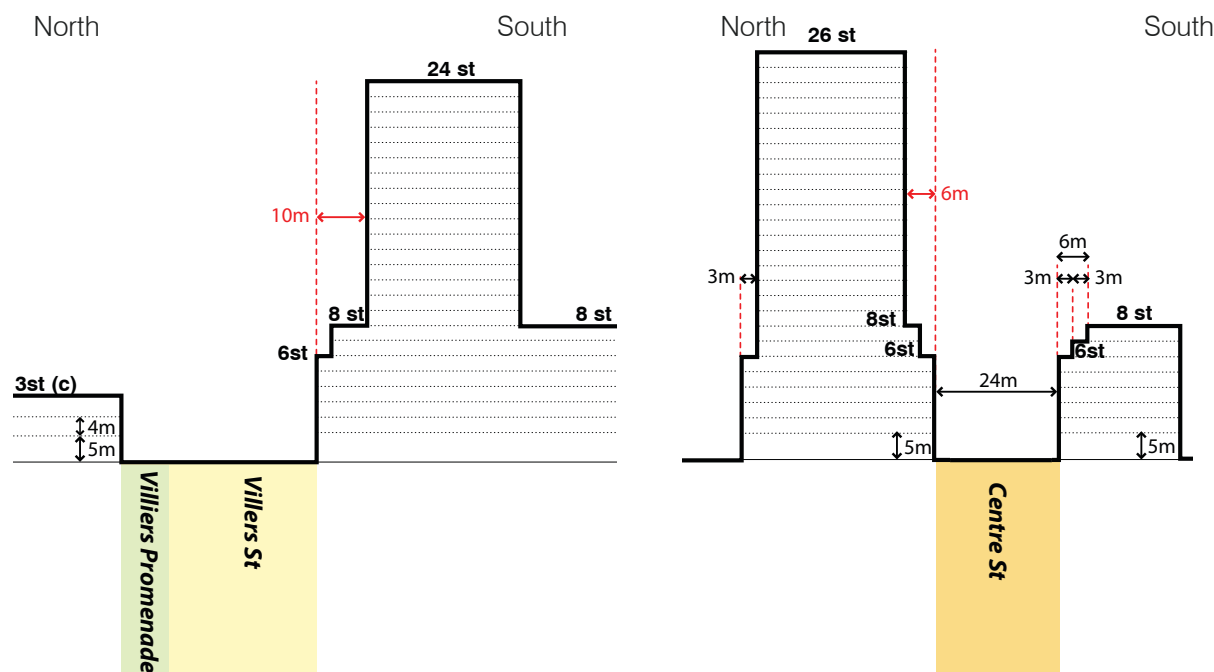 North
South
24 st
10m
8 st
8 st
6st
3st (c)
4m
5m
Villiers Promenade
Villers St
North
South
26 st
6m
6m
3m
3m
3m
8st
8 st
6st
6st
24m
5m
5m
Centre St